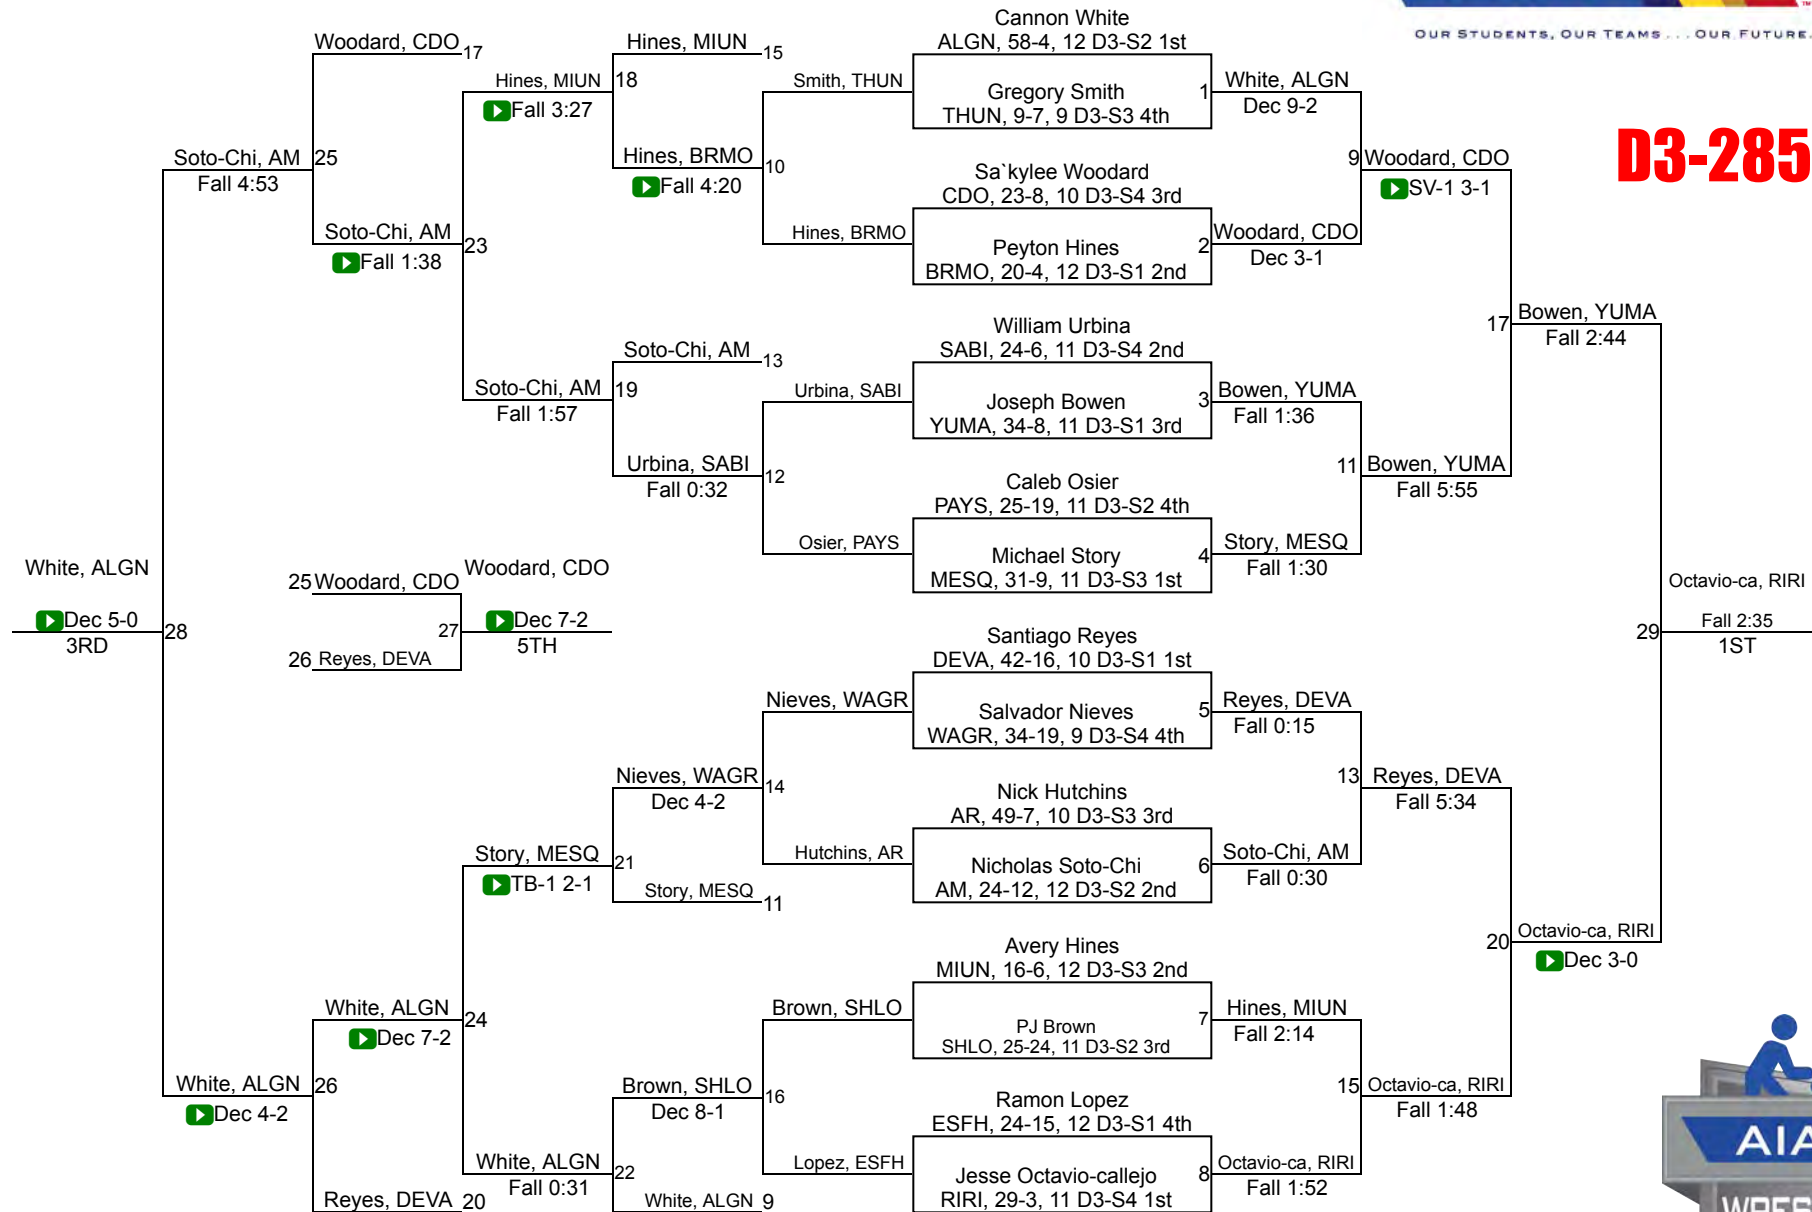 OUR STUDENTS, OUR TEAMS . . . OUR FUTURE.
D3-285
Cannon White
ALGN, 58-4, 12 D3-S2 1st
Gregory Smith
THUN, 9-7, 9 D3-S3 4th
1
Sa`kylee Woodard
CDO, 23-8, 10 D3-S4 3rd
Peyton Hines
BRMO, 20-4, 12 D3-S1 2nd
2
William Urbina
SABI, 24-6, 11 D3-S4 2nd
Joseph Bowen
YUMA, 34-8, 11 D3-S1 3rd
3
Caleb Osier
PAYS, 25-19, 11 D3-S2 4th
Michael Story
MESQ, 31-9, 11 D3-S3 1st
4
Santiago Reyes
DEVA, 42-16, 10 D3-S1 1st
Salvador Nieves
WAGR, 34-19, 9 D3-S4 4th
5
Nick Hutchins
AR, 49-7, 10 D3-S3 3rd
Nicholas Soto-Chi
AM, 24-12, 12 D3-S2 2nd
6
Avery Hines
MIUN, 16-6, 12 D3-S3 2nd
PJ Brown
SHLO, 25-24, 11 D3-S2 3rd
7
Ramon Lopez
ESFH, 24-15, 12 D3-S1 4th
Jesse Octavio-callejo
RIRI, 29-3, 11 D3-S4 1st
8
White, ALGN
Dec 9-2
Woodard, CDO
Dec 3-1
Bowen, YUMA
Fall 1:36
Story, MESQ
Fall 1:30
Reyes, DEVA
Fall 0:15
Soto-Chi, AM
Fall 0:30
Hines, MIUN
Fall 2:14
Octavio-ca, RIRI
Fall 1:52
9 Woodard, CDO
SV-1 3-1
11 Bowen, YUMA
Fall 5:55
13 Reyes, DEVA
Fall 5:34
15 Octavio-ca, RIRI
Fall 1:48
17 Bowen, YUMA
Fall 2:44
20 Octavio-ca, RIRI
Dec 3-0
Octavio-ca, RIRI
29 Fall 2:35
1ST
Smith, THUN
Hines, BRMO
10
Urbina, SABI
Osier, PAYS
12
Nieves, WAGR
Hutchins, AR
14
Brown, SHLO
Lopez, ESFH
16
Hines, MIUN 15
Hines, BRMO
Fall 4:20
18
Soto-Chi, AM 13
Urbina, SABI
Fall 0:32
19
Nieves, WAGR
Dec 4-2
Story, MESQ 11
21
Brown, SHLO
Dec 8-1
White, ALGN 9
22
Hines, MIUN
Fall 3:27
Soto-Chi, AM
Fall 1:57
23
Story, MESQ
TB-1 2-1
White, ALGN
Fall 0:31
24
Woodard, CDO 17
Soto-Chi, AM
Fall 1:38
25
White, ALGN
Dec 7-2
Reyes, DEVA 20
26
Soto-Chi, AM
Fall 4:53
White, ALGN
Dec 4-2
28
White, ALGN
Dec 5-0
3RD
25 Woodard, CDO
26 Reyes, DEVA
27
Woodard, CDO
Dec 7-2
5TH
AIA